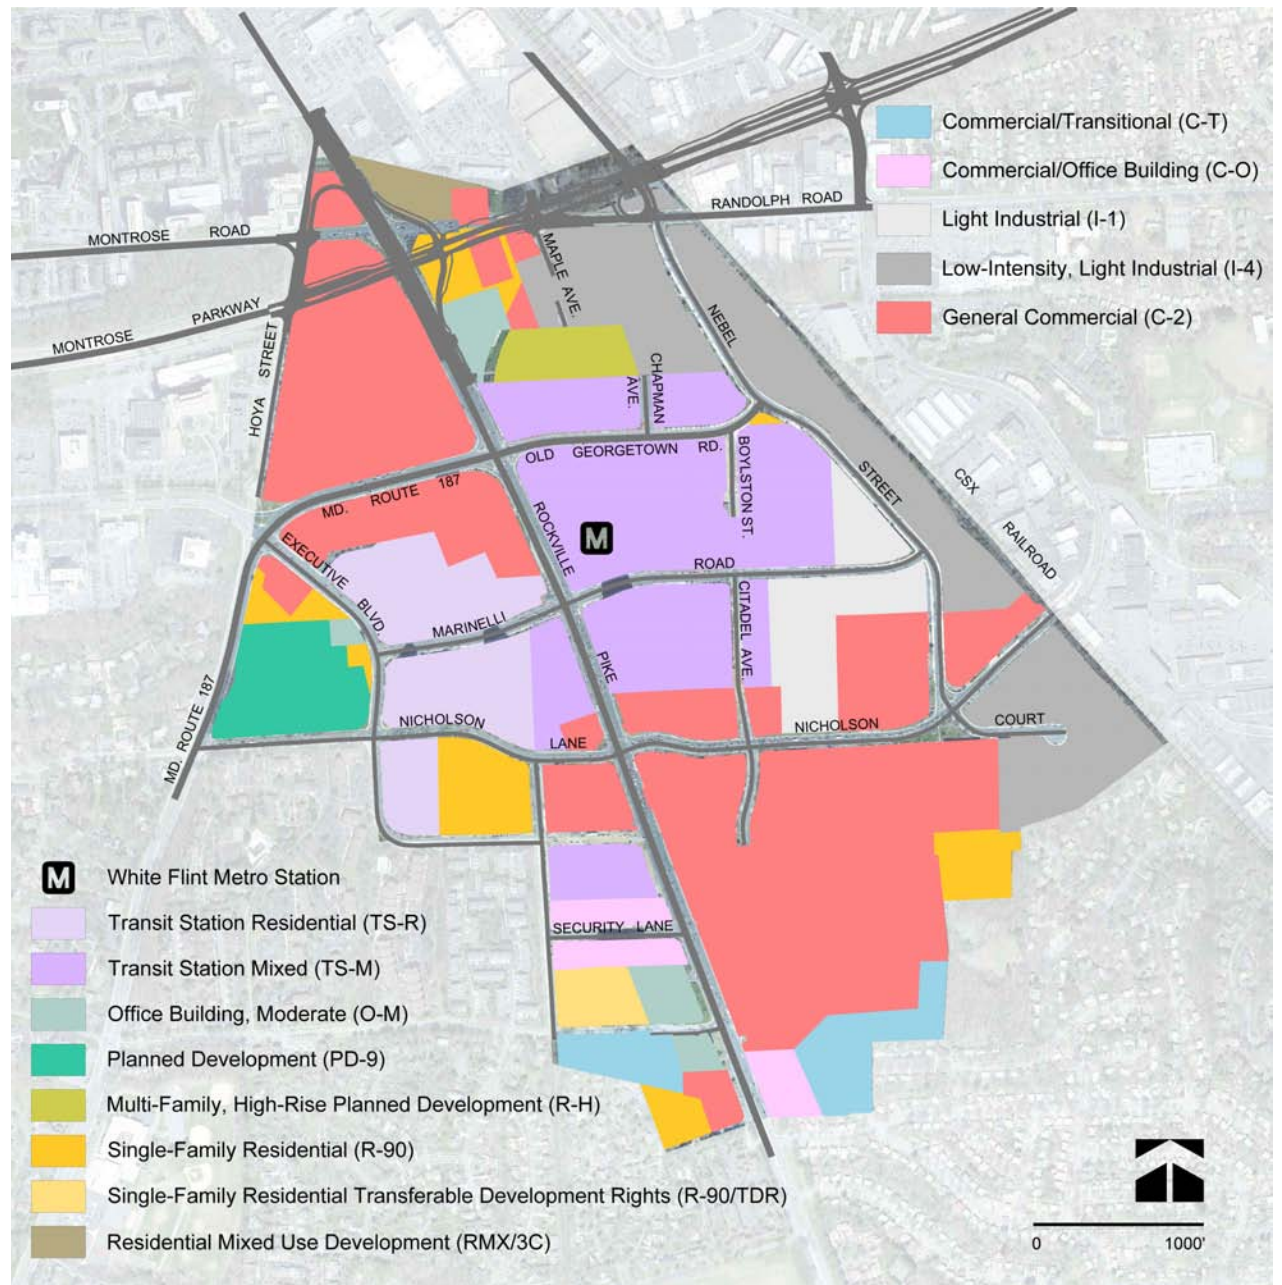 Commercial/Transitional (C-T)
Commercial/Office Building (C-O)
Light Industrial (I-1)
Low-Intensity, Light Industrial (I-4)
General Commercial (C-2)
RANDOLPH ROAD
MONTROSE ROAD
MONTROSE PARKWAY
HOYA STREET
MAPLE AVE.
NEBEL STREET
CHAPMAN AVE.
OLD GEORGETOWN RD.
BOYLSTON ST.
MD. ROUTE 187
CSX RAILROAD
ROCKVILLE PIKE
M
EXECUTIVE BLVD.
MARINELLI ROAD
CITADEL AVE.
MD. ROUTE 187
NICHOLSON LANE
NICHOLSON COURT
SECURITY LANE
M White Flint Metro Station
Transit Station Residential (TS-R)
Transit Station Mixed (TS-M)
Office Building, Moderate (O-M)
Planned Development (PD-9)
Multi-Family, High-Rise Planned Development (R-H)
Single-Family Residential (R-90)
Single-Family Residential Transferable Development Rights (R-90/TDR)
Residential Mixed Use Development (RMX/3C)
0 1000'